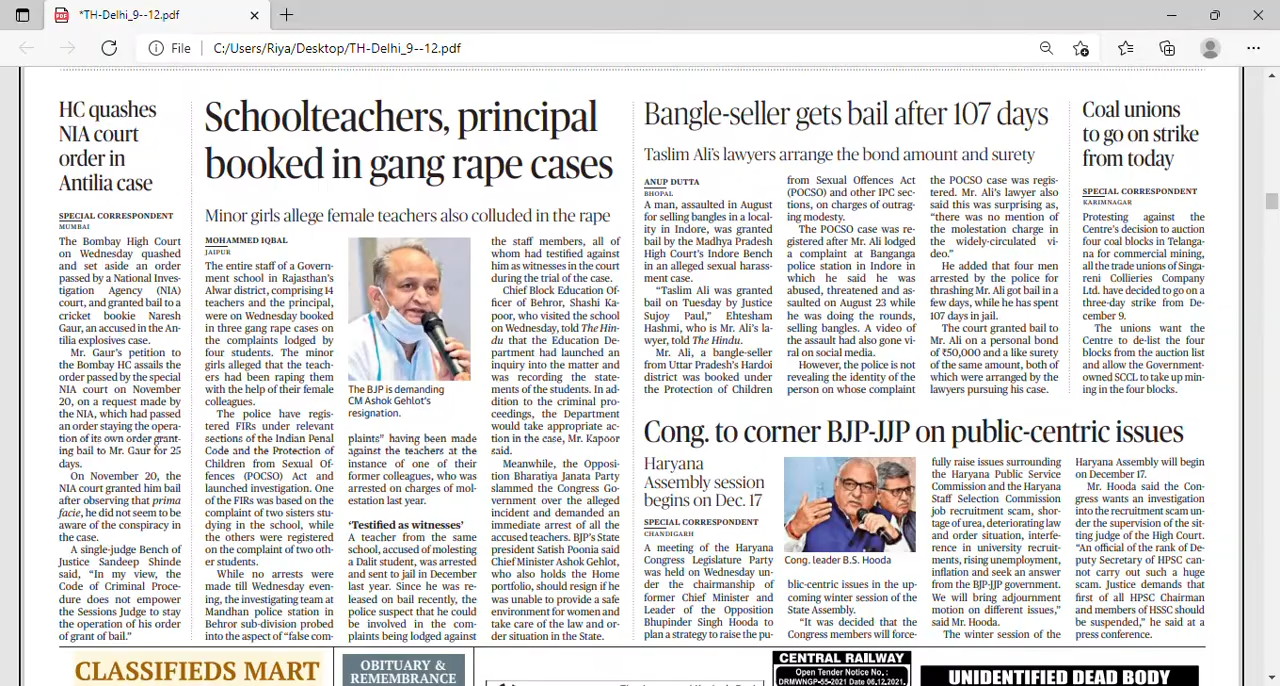 *TH-Delhi_9--12.pdf
File
C:/Users/Riya/Desktop/TH-Delhi_9--12.pdf
HC quashes
NIA court
order in
Antilia case
SPECIAL CORRESPONDENT
MUMBAI
The Bombay High Court
on Wednesday quashed
and set aside an order
passed by a National Inves-
tigation Agency (NIA)
court, and granted bail to a
cricket bookie Naresh
Gaur, an accused in the An-
tilia explosives case.
Mr. Gaur's petition to
the Bombay HC assails the
order passed by the special
NIA court on November
20, on a request made by
the NIA, which had passed
an order staying the opera-
tion of its own order grant-
ing bail to Mr. Gaur for 25
days.
On November 20, the
NIA court granted him bail
after observing that prima
facie, he did not seem to be
aware of the conspiracy in
the case.
A single-judge Bench of
Justice Sandeep Shinde
said, "In my view, the
Code of Criminal Proce-
dure does not empower
the Sessions Judge to stay
the operation of his order
of grant of bail."
Schoolteachers, principal
booked in gang rape cases
Minor girls allege female teachers also colluded in the rape
MOHAMMED IQBAL
JAIPUR
The entire staff of a Govern-
ment school in Rajasthan's
Alwar district, comprising 14
teachers and the principal,
were on Wednesday booked
in three gang rape cases on
the complaints lodged by
four students. The minor
girls alleged that the teach-
ers had been raping them
with the help of their female
colleagues.
The police have regis-
tered FIRs under relevant
sections of the Indian Penal
Code and the Protection of
Children from Sexual Of-
fences (POCSO) Act and
launched investigation. One
of the FIRs was based on the
complaint of two sisters stu-
dying in the school, while
the others were registered
on the complaint of two oth-
er students.
While no arrests were
made till Wednesday even-
ing, the investigating team at
Mandhan police station in
Behror sub-division probed
into the aspect of "false com-
The BJP is demanding
CM Ashok Gehlot's
resignation.
plaints" having been made
against the teachers at the
instance of one of their
former colleagues, who was
arrested on charges of mol-
estation last year.
'Testified as witnesses'
A teacher from the same
school, accused of molesting
a Dalit student, was arrested
and sent to jail in December
last year. Since he was re-
leased on bail recently, the
police suspect that he could
be involved in the com-
plaints being lodged against
the staff members, all of
whom had testified against
him as witnesses in the court
during the trial of the case.
Chief Block Education Of-
ficer of Behror, Shashi Ka-
poor, who visited the school
on Wednesday, told The Hin-
du that the Education De-
partment had launched an
inquiry into the matter and
was recording the state-
ments of the students. In ad-
dition to the criminal pro-
ceedings, the Department
would take appropriate ac-
tion in the case, Mr. Kapoor
said.
Meanwhile, the Opposi-
tion Bharatiya Janata Party
slammed the Congress Go-
vernment over the alleged
incident and demanded an
immediate arrest of all the
accused teachers. BJP's State
president Satish Poonia said
Chief Minister Ashok Gehlot,
who also holds the Home
portfolio, should resign if he
was unable to provide a safe
environment for women and
take care of the law and or-
der situation in the State.
Bangle-seller gets bail after 107 days
Taslim Ali's lawyers arrange the bond amount and surety
ANUP DUTTA
BHOPAL
A man, assaulted in August
for selling bangles in a local-
ity in Indore, was granted
bail by the Madhya Pradesh
High Court's Indore Bench
in an alleged sexual harass-
ment case.
"Taslim Ali was granted
bail on Tuesday by Justice
Sujoy Paul," Ehtesham
Hashmi, who is Mr. Ali's la-
wyer, told The Hindu.
Mr. Ali, a bangle-seller
from Uttar Pradesh's Hardoi
district was booked under
the Protection of Children
from Sexual Offences Act
(POCSO) and other IPC sec-
tions, on charges of outrag-
ing modesty.
The POCSO case was re-
gistered after Mr. Ali lodged
a complaint at Banganga
police station in Indore in
which he said he was
abused, threatened and as-
saulted on August 23 while
he was doing the rounds,
selling bangles. A video of
the assault had also gone vi-
ral on social media.
However, the police is not
revealing the identity of the
person on whose complaint
the POCSO case was regis-
tered. Mr. Ali's lawyer also
said this was surprising as,
"there was no mention of
the molestation charge in
the widely-circulated vi-
deo."
He added that four men
arrested by the police for
thrashing Mr. Ali got bail in a
few days, while he has spent
107 days in jail.
The court granted bail to
Mr. Ali on a personal bond
of ₹50,000 and a like surety
of the same amount, both of
which were arranged by the
lawyers pursuing his case.
Coal unions
to go on strike
from today
SPECIAL CORRESPONDENT
KARIMNAGAR
Protesting against the
Centre's decision to auction
four coal blocks in Telanga-
na for commercial mining,
all the trade unions of Singa-
reni Collieries Company
Ltd. have decided to go on a
three-day strike from De-
cember 9.
The unions want the
Centre to de-list the four
blocks from the auction list
and allow the Government-
owned SCCL to take up min-
ing in the four blocks.
Cong. to corner BJP-JJP on public-centric issues
Haryana
Assembly session
begins on Dec. 17
SPECIAL CORRESPONDENT
CHANDIGARH
A meeting of the Haryana
Congress Legislature Party
was held on Wednesday un-
der the chairmanship of
former Chief Minister and
Leader of the Opposition
Bhupinder Singh Hooda to
plan a strategy to raise the pu-
Cong. leader B.S. Hooda
blic-centric issues in the up-
coming winter session of the
State Assembly.
"It was decided that the
Congress members will force-
fully raise issues surrounding
the Haryana Public Service
Commission and the Haryana
Staff Selection Commission
job recruitment scam, shor-
tage of urea, deteriorating law
and order situation, interfe-
rence in university recruit-
ments, rising unemployment,
inflation and seek an answer
from the BJP-JJP government.
We will bring adjournment
motion on different issues,"
said Mr. Hooda.
The winter session of the
Haryana Assembly will begin
on December 17.
Mr. Hooda said the Con-
gress wants an investigation
into the recruitment scam un-
der the supervision of the sit-
ting judge of the High Court.
"An official of the rank of De-
puty Secretary of HPSC can-
not carry out such a huge
scam. Justice demands that
first of all HPSC Chairman
and members of HSSC should
be suspended," he said at a
press conference.
CLASSIFIEDS MART
OBITUARY &
REMEMBRANCE
CENTRAL RAILWAY
Open Tender Notice No. :
DRMWNGP-55-2021 Date 06.12.2021.
UNIDENTIFIED DEAD BODY